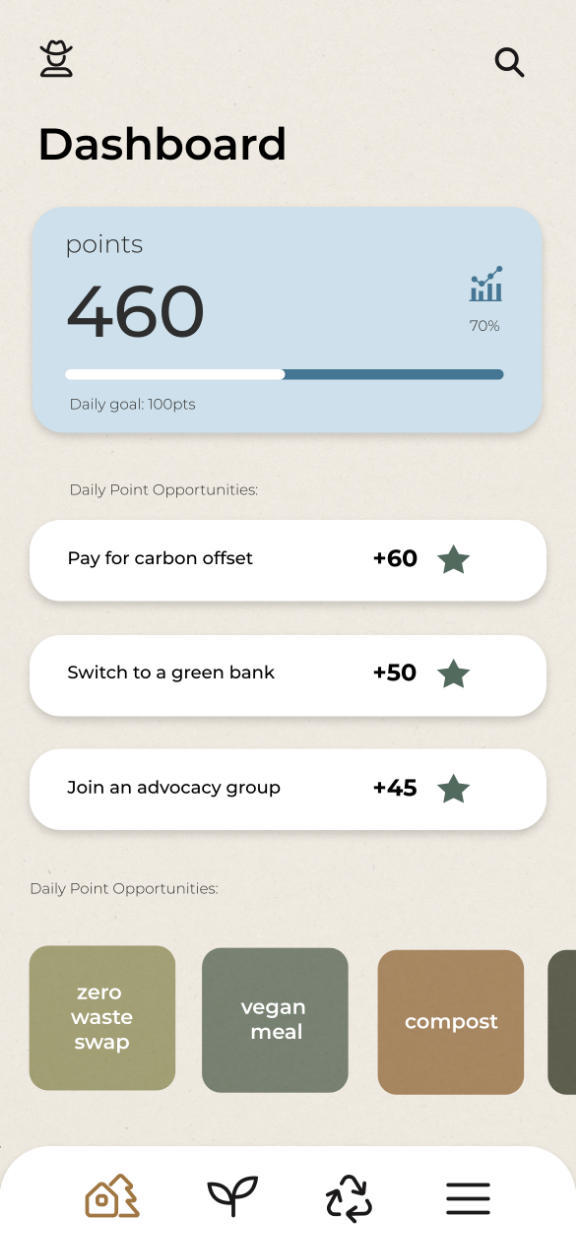 Dashboard
points
460
70%
Daily goal: 100pts
Daily Point Opportunities:
Pay for carbon offset +60
Switch to a green bank +50
Join an advocacy group +45
Daily Point Opportunities:
zero
waste
swap
vegan
meal
compost